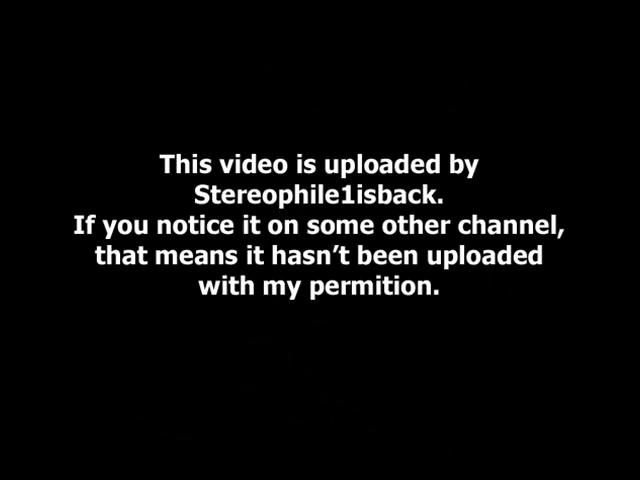 This video is uploaded by
Stereophile1isback.
If you notice it on some other channel,
that means it hasn’t been uploaded
with my permition.